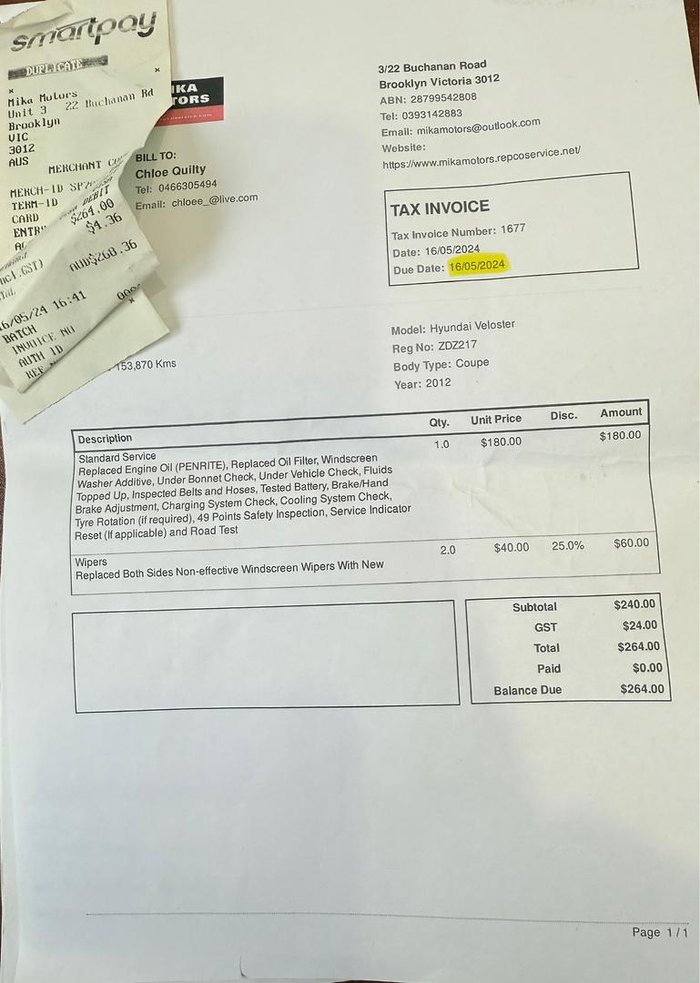 smartpay
DUPLICATE
Mika Motors
Unit 3 22 Buchanan Rd
Brooklyn
VIC
3012
AUS
MERCHANT
MERCH-ID
TERM-ID
CARD DEBIT
$264.00
$4.36
GST)
AUD$268.36
/05/24 16:41
BATCH
INVOICE NO
AUTH ID
3/22 Buchanan Road
Brooklyn Victoria 3012
ABN: 28799542808
Tel: 0393142883
Email: mikamotors@outlook.com
Website:
https://www.mikamotors.repcoservice.net/
BILL TO:
Chloe Quilty
Tel: 0466305494
Email: chloee_@live.com
TAX INVOICE
Tax Invoice Number: 1677
Date: 16/05/2024
Due Date: 16/05/2024
153,870 Kms
Model: Hyundai Veloster
Reg No: ZDZ217
Body Type: Coupe
Year: 2012
Description Qty. Unit Price Disc. Amount
Standard Service 1.0 $180.00 $180.00
Replaced Engine Oil (PENRITE), Replaced Oil Filter, Windscreen
Washer Additive, Under Bonnet Check, Under Vehicle Check, Fluids
Topped Up, Inspected Belts and Hoses, Tested Battery, Brake/Hand
Brake Adjustment, Charging System Check, Cooling System Check,
Tyre Rotation (if required), 49 Points Safety Inspection, Service Indicator
Reset (If applicable) and Road Test
Wipers 2.0 $40.00 25.0% $60.00
Replaced Both Sides Non-effective Windscreen Wipers With New
Subtotal $240.00
GST $24.00
Total $264.00
Paid $0.00
Balance Due $264.00
Page 1/1